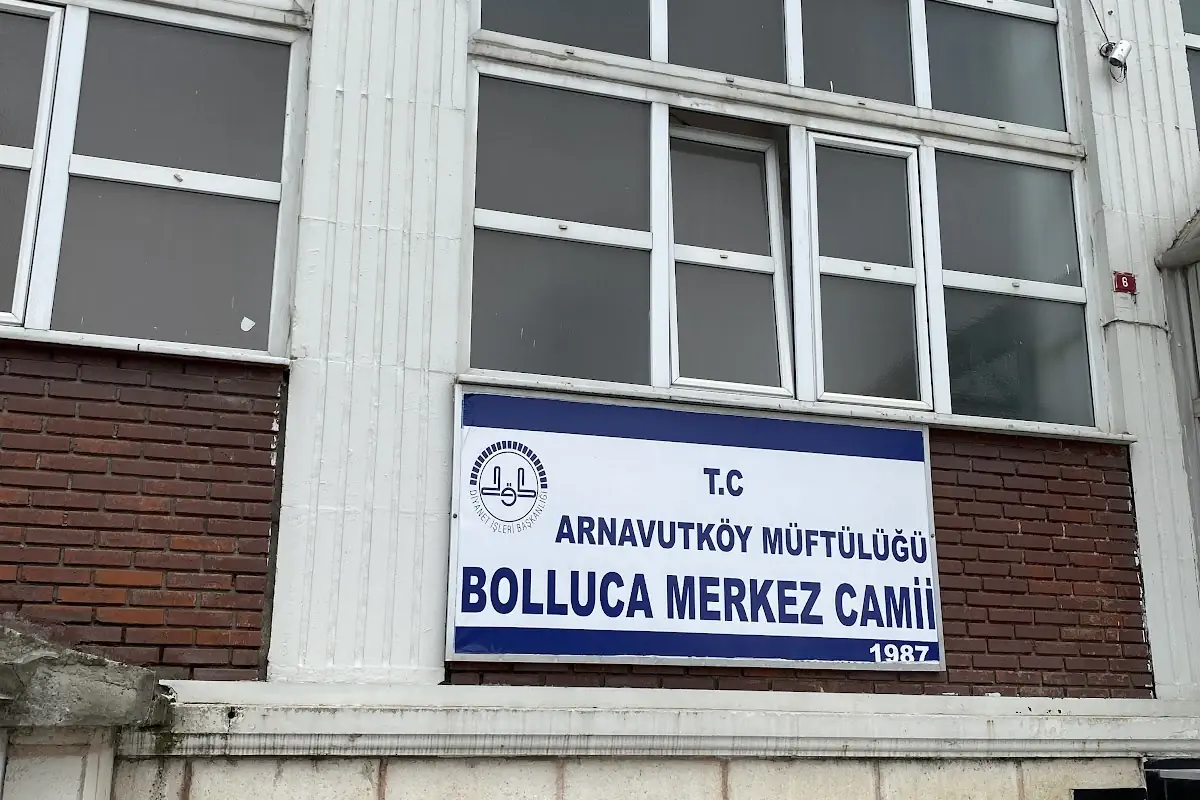 6
T.C
ARNAVUTKÖY MÜFTÜLÜĞÜ
BOLLUCA MERKEZ CAMİİ
1987
DİYANET İŞLERİ BAŞKANLIĞI